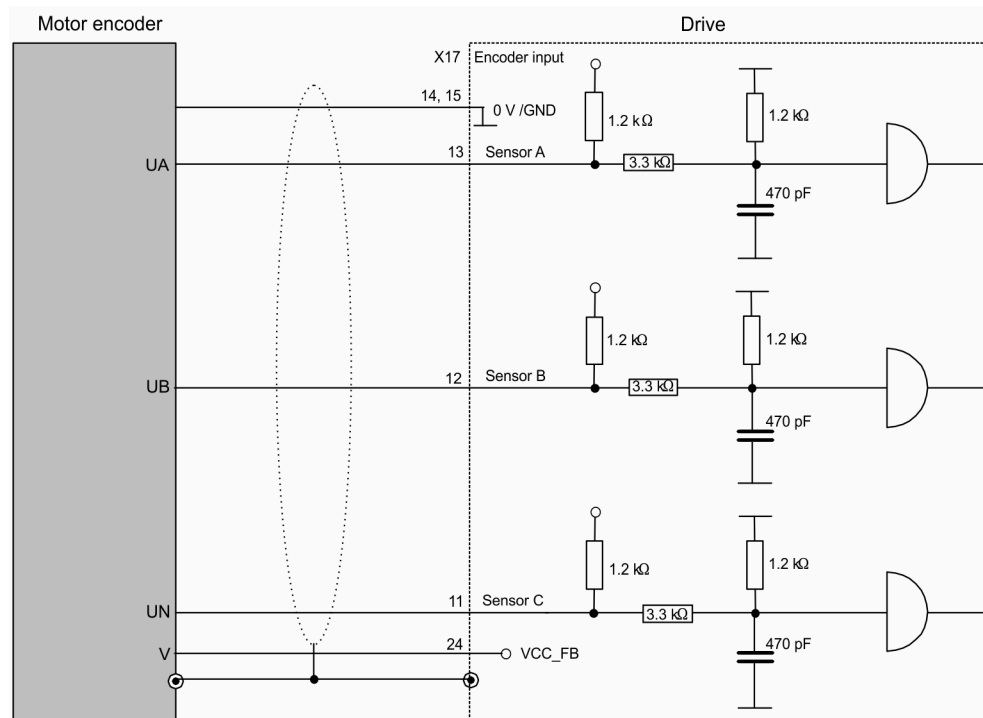 Motor encoder
Drive
X17 Encoder input
14, 15
0 V /GND
1.2 kΩ
1.2 kΩ
UA
13
Sensor A
3.3 kΩ
470 pF
1.2 kΩ
1.2 kΩ
UB
12
Sensor B
3.3 kΩ
470 pF
1.2 kΩ
1.2 kΩ
UN
11
Sensor C
3.3 kΩ
V
24
VCC_FB
470 pF